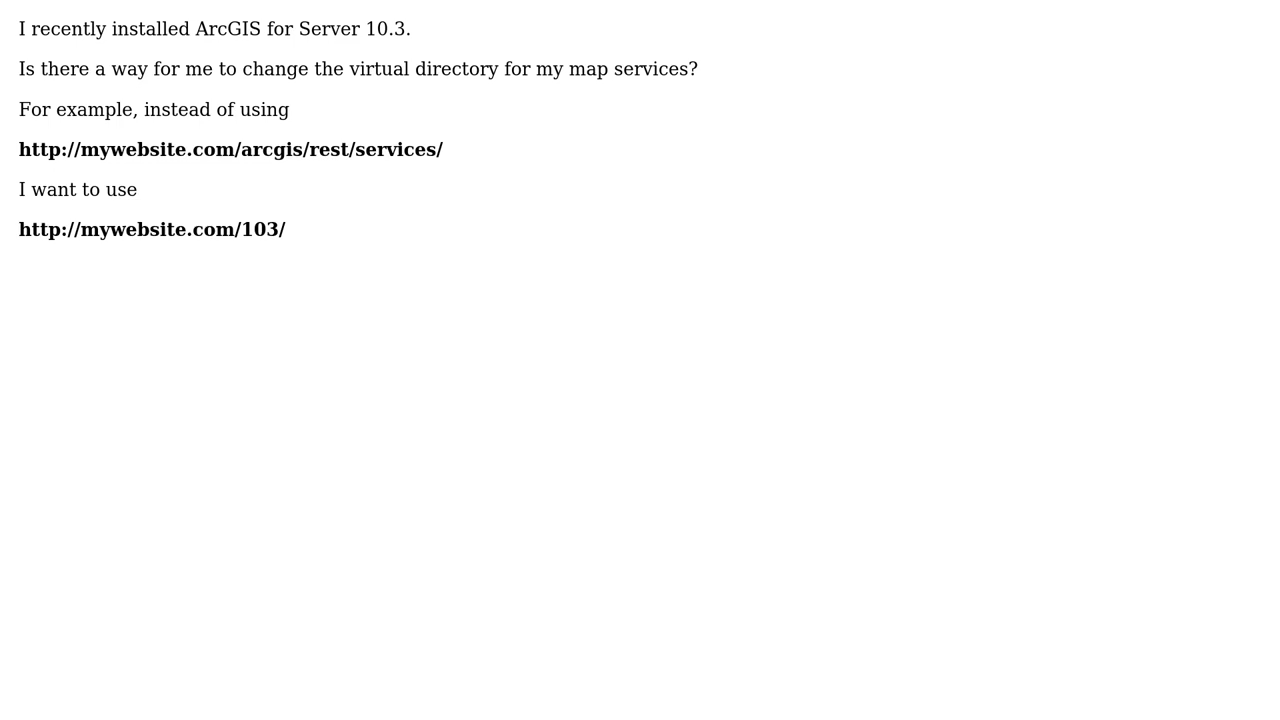 I recently installed ArcGIS for Server 10.3.
Is there a way for me to change the virtual directory for my map services?
For example, instead of using
http://mywebsite.com/arcgis/rest/services/
I want to use
http://mywebsite.com/103/